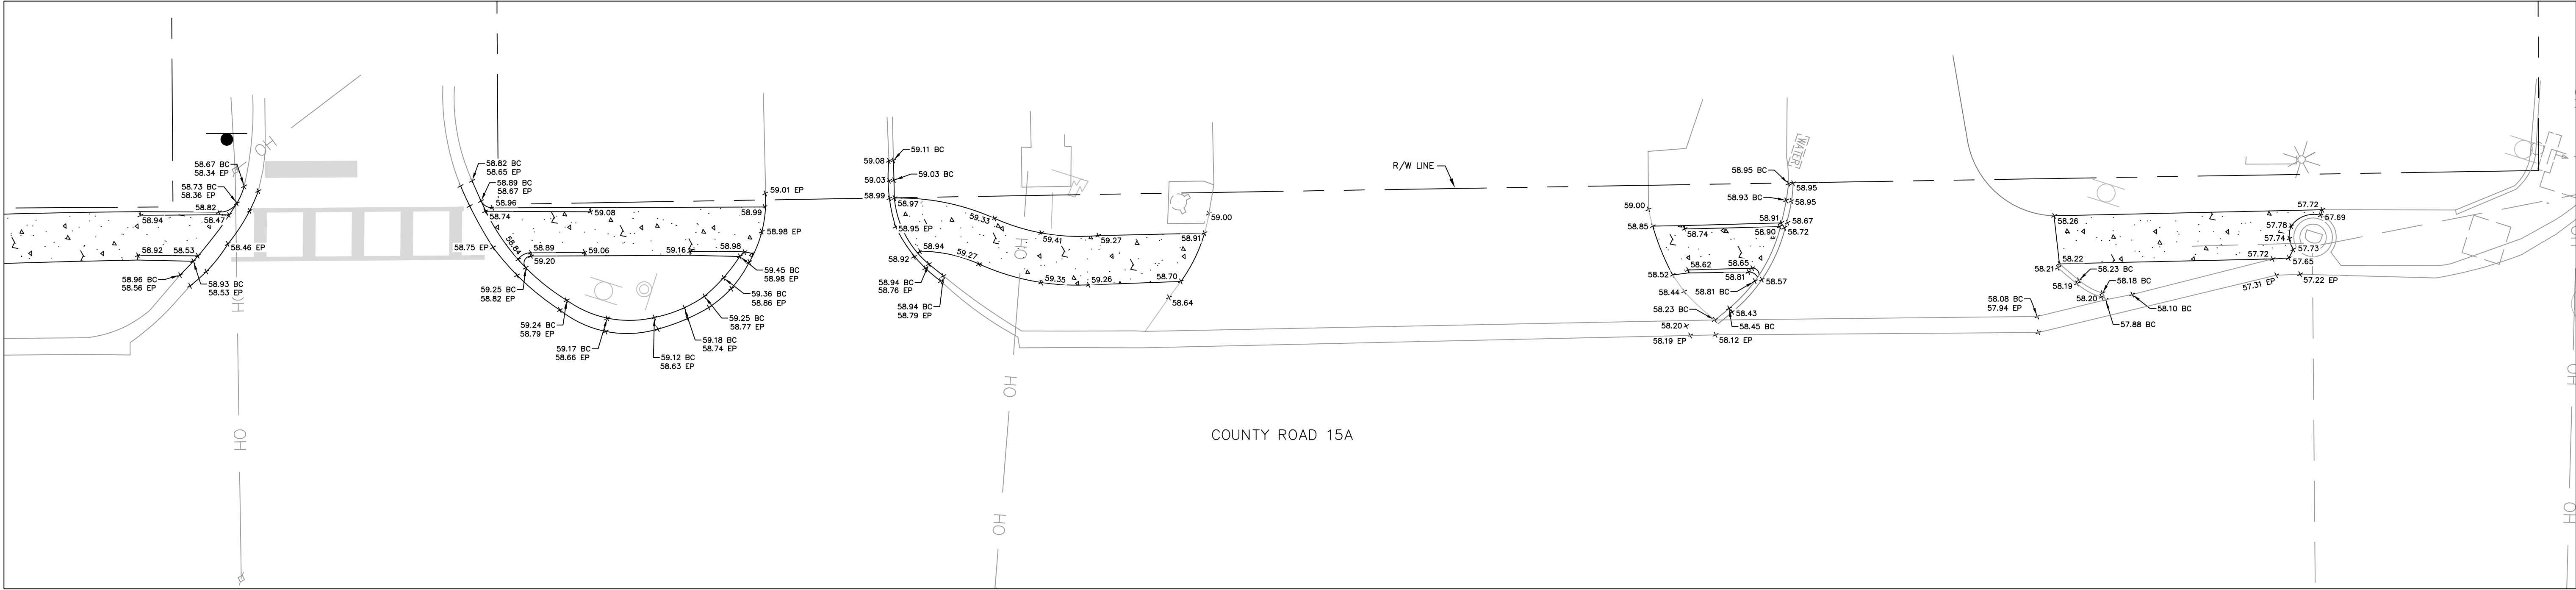 58.67 BC
58.34 EP
58.73 BC
58.36 EP
58.82
58.94
58.47
58.92
58.53
58.46 EP
58.96 BC
58.56 EP
58.93 BC
58.53 EP
OH
OH
OH
58.82 BC
58.65 EP
58.89 BC
58.67 EP
58.96
58.74
59.08
58.99
59.01 EP
58.98 EP
58.75 EP
58.84
58.89
59.20
59.06
59.16
58.98
59.45 BC
58.98 EP
59.36 BC
58.86 EP
59.25 BC
58.82 EP
59.25 BC
58.77 EP
59.24 BC
58.79 EP
59.18 BC
58.74 EP
59.17 BC
58.66 EP
59.12 BC
58.63 EP
59.11 BC
59.08
59.03 BC
59.03
58.99
58.97
58.95 EP
58.94
58.92
59.33
59.27
59.41
59.27
59.35
59.26
58.91
59.00
58.70
58.64
58.94 BC
58.76 EP
58.94 BC
58.79 EP
OH
OH
OH
R/W LINE
COUNTY ROAD 15A
WATER
58.95 BC
58.95
58.93 BC
58.95
59.00
58.85
58.91
58.67
58.74
58.90
58.72
58.62
58.65
58.52
58.81
58.57
58.44
58.81 BC
58.23 BC
58.43
58.20
58.45 BC
58.19 EP
58.12 EP
58.08 BC
57.94 EP
58.26
58.22
58.21
58.23 BC
58.19
58.18 BC
58.20
58.10 BC
57.88 BC
57.72
57.69
57.78
57.74
57.73
57.72
57.65
57.31 EP
57.22 EP
OH
OH